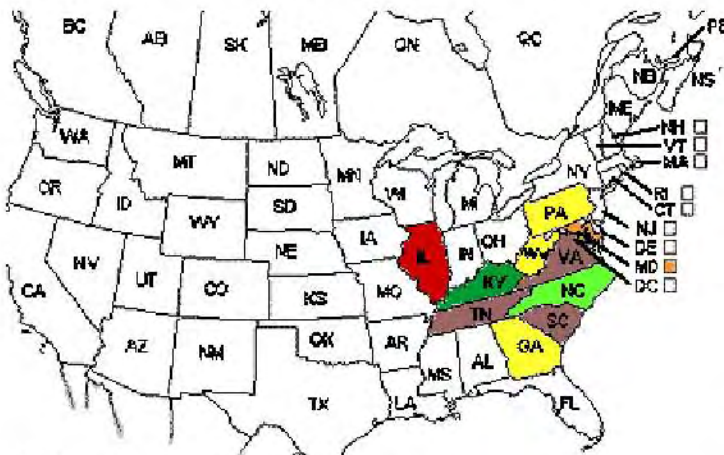 BC
AB
SK
MB
ON
QC
NB
NS
ME
WA
MT
ND
MN
NH
VT
MA
OR
ID
SD
WI
MI
NY
RI
CT
WY
IA
PA
NJ
NV
NE
IL
IN
OH
DE
UT
CO
WV
VA
MD
CA
KS
MO
KY
DC
AZ
NM
OK
AR
TN
NC
SC
TX
MS
AL
GA
LA
FL